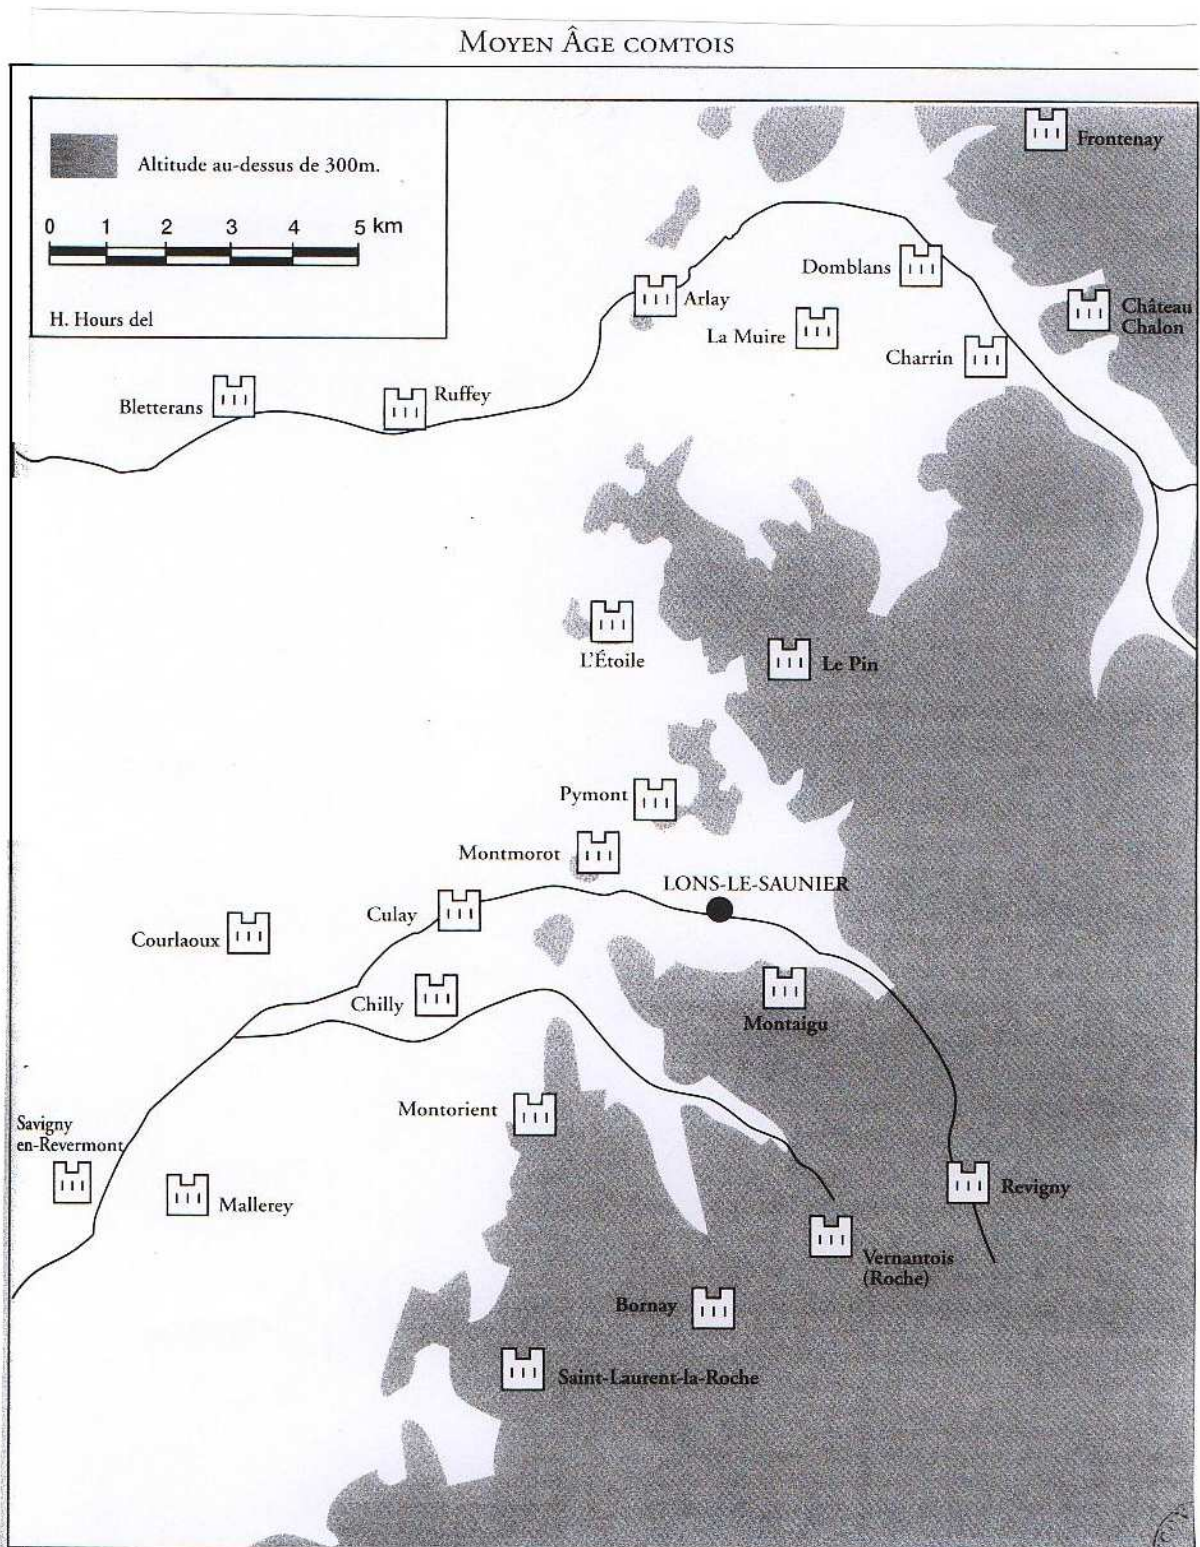 MOYEN ÂGE COMTOIS
Altitude au-dessus de 300m.
0 1 2 3 4 5 km
H. Hours del
Frontenay
Domblans
Arlay
Château
Chalon
La Muire
Charrin
Bletterans
Ruffey
L'Étoile
Le Pin
Pymont
Montmorot
LONS-LE-SAUNIER
Culay
Courlaoux
Chilly
Montaigu
Montorient
Savigny
en-Revermont
Mallerey
Revigny
Vernantois
(Roche)
Bornay
Saint-Laurent-la-Roche